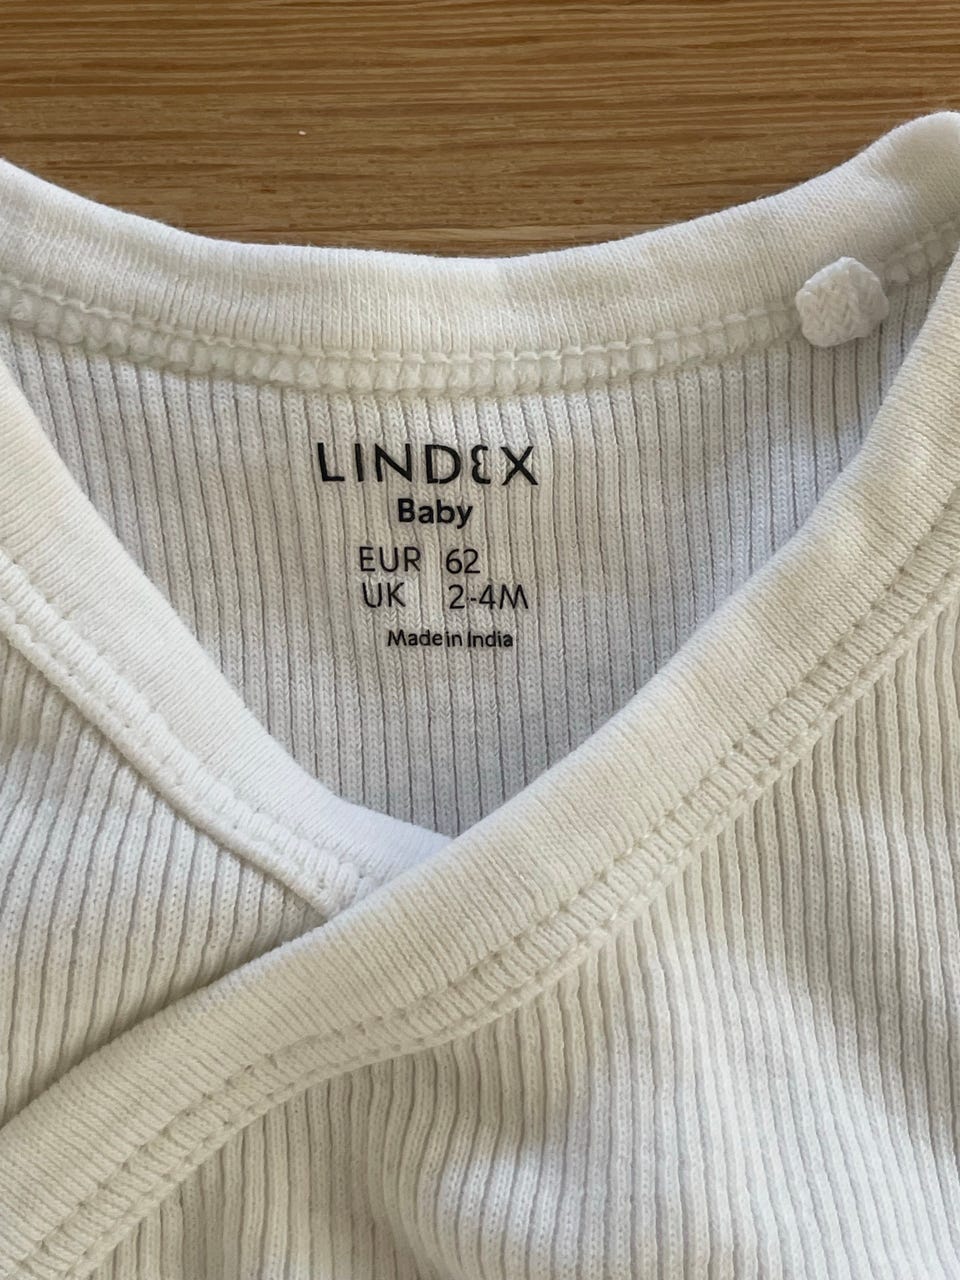 LINDEX
Baby
EUR 62
UK 2-4M
Made in India